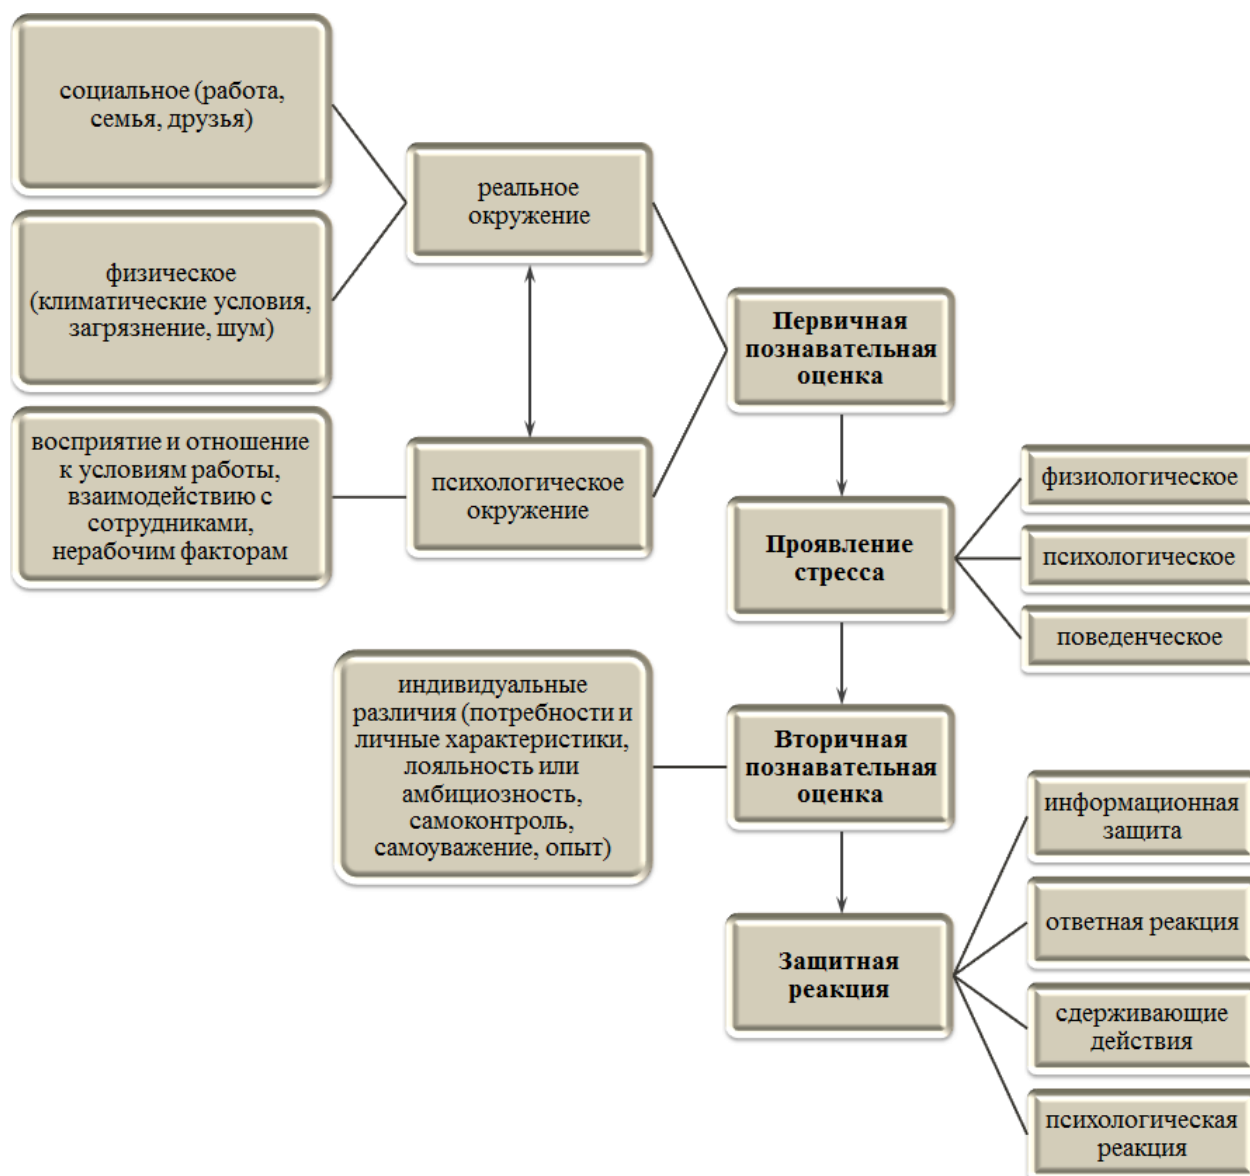 социальное (работа,
семья, друзья)
физическое
(климатические условия,
загрязнение, шум)
восприятие и отношение
к условиям работы,
взаимодействию с
сотрудниками,
нерабочим факторам
реальное
окружение
психологическое
окружение
Первичная
познавательная
оценка
Проявление
стресса
физиологическое
психологическое
поведенческое
индивидуальные
различия (потребности и
личные характеристики,
лояльность или
амбициозность,
самоконтроль,
самоуважение, опыт)
Вторичная
познавательная
оценка
Защитная
реакция
информационная
защита
ответная реакция
сдерживающие
действия
психологическая
реакция